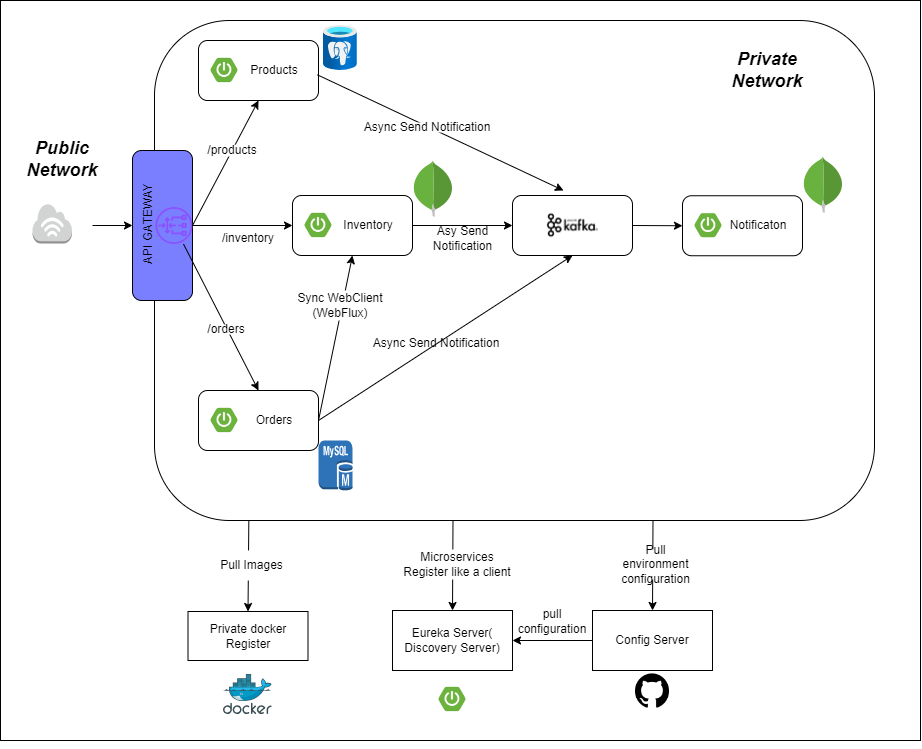 Private
Network
Products
Async Send Notification
Public
Network
/products
API GATEWAY
Inventory
kafka
Notificaton
/inventory
Asy Send
Notification
Sync WebClient
(WebFlux)
/orders
Async Send Notification
Orders
MySQL
M
Pull Images
Microservices
Register like a client
Pull
environment
configuration
Private docker
Register
Eureka Server(
Discovery Server)
pull
configuration
Config Server
docker